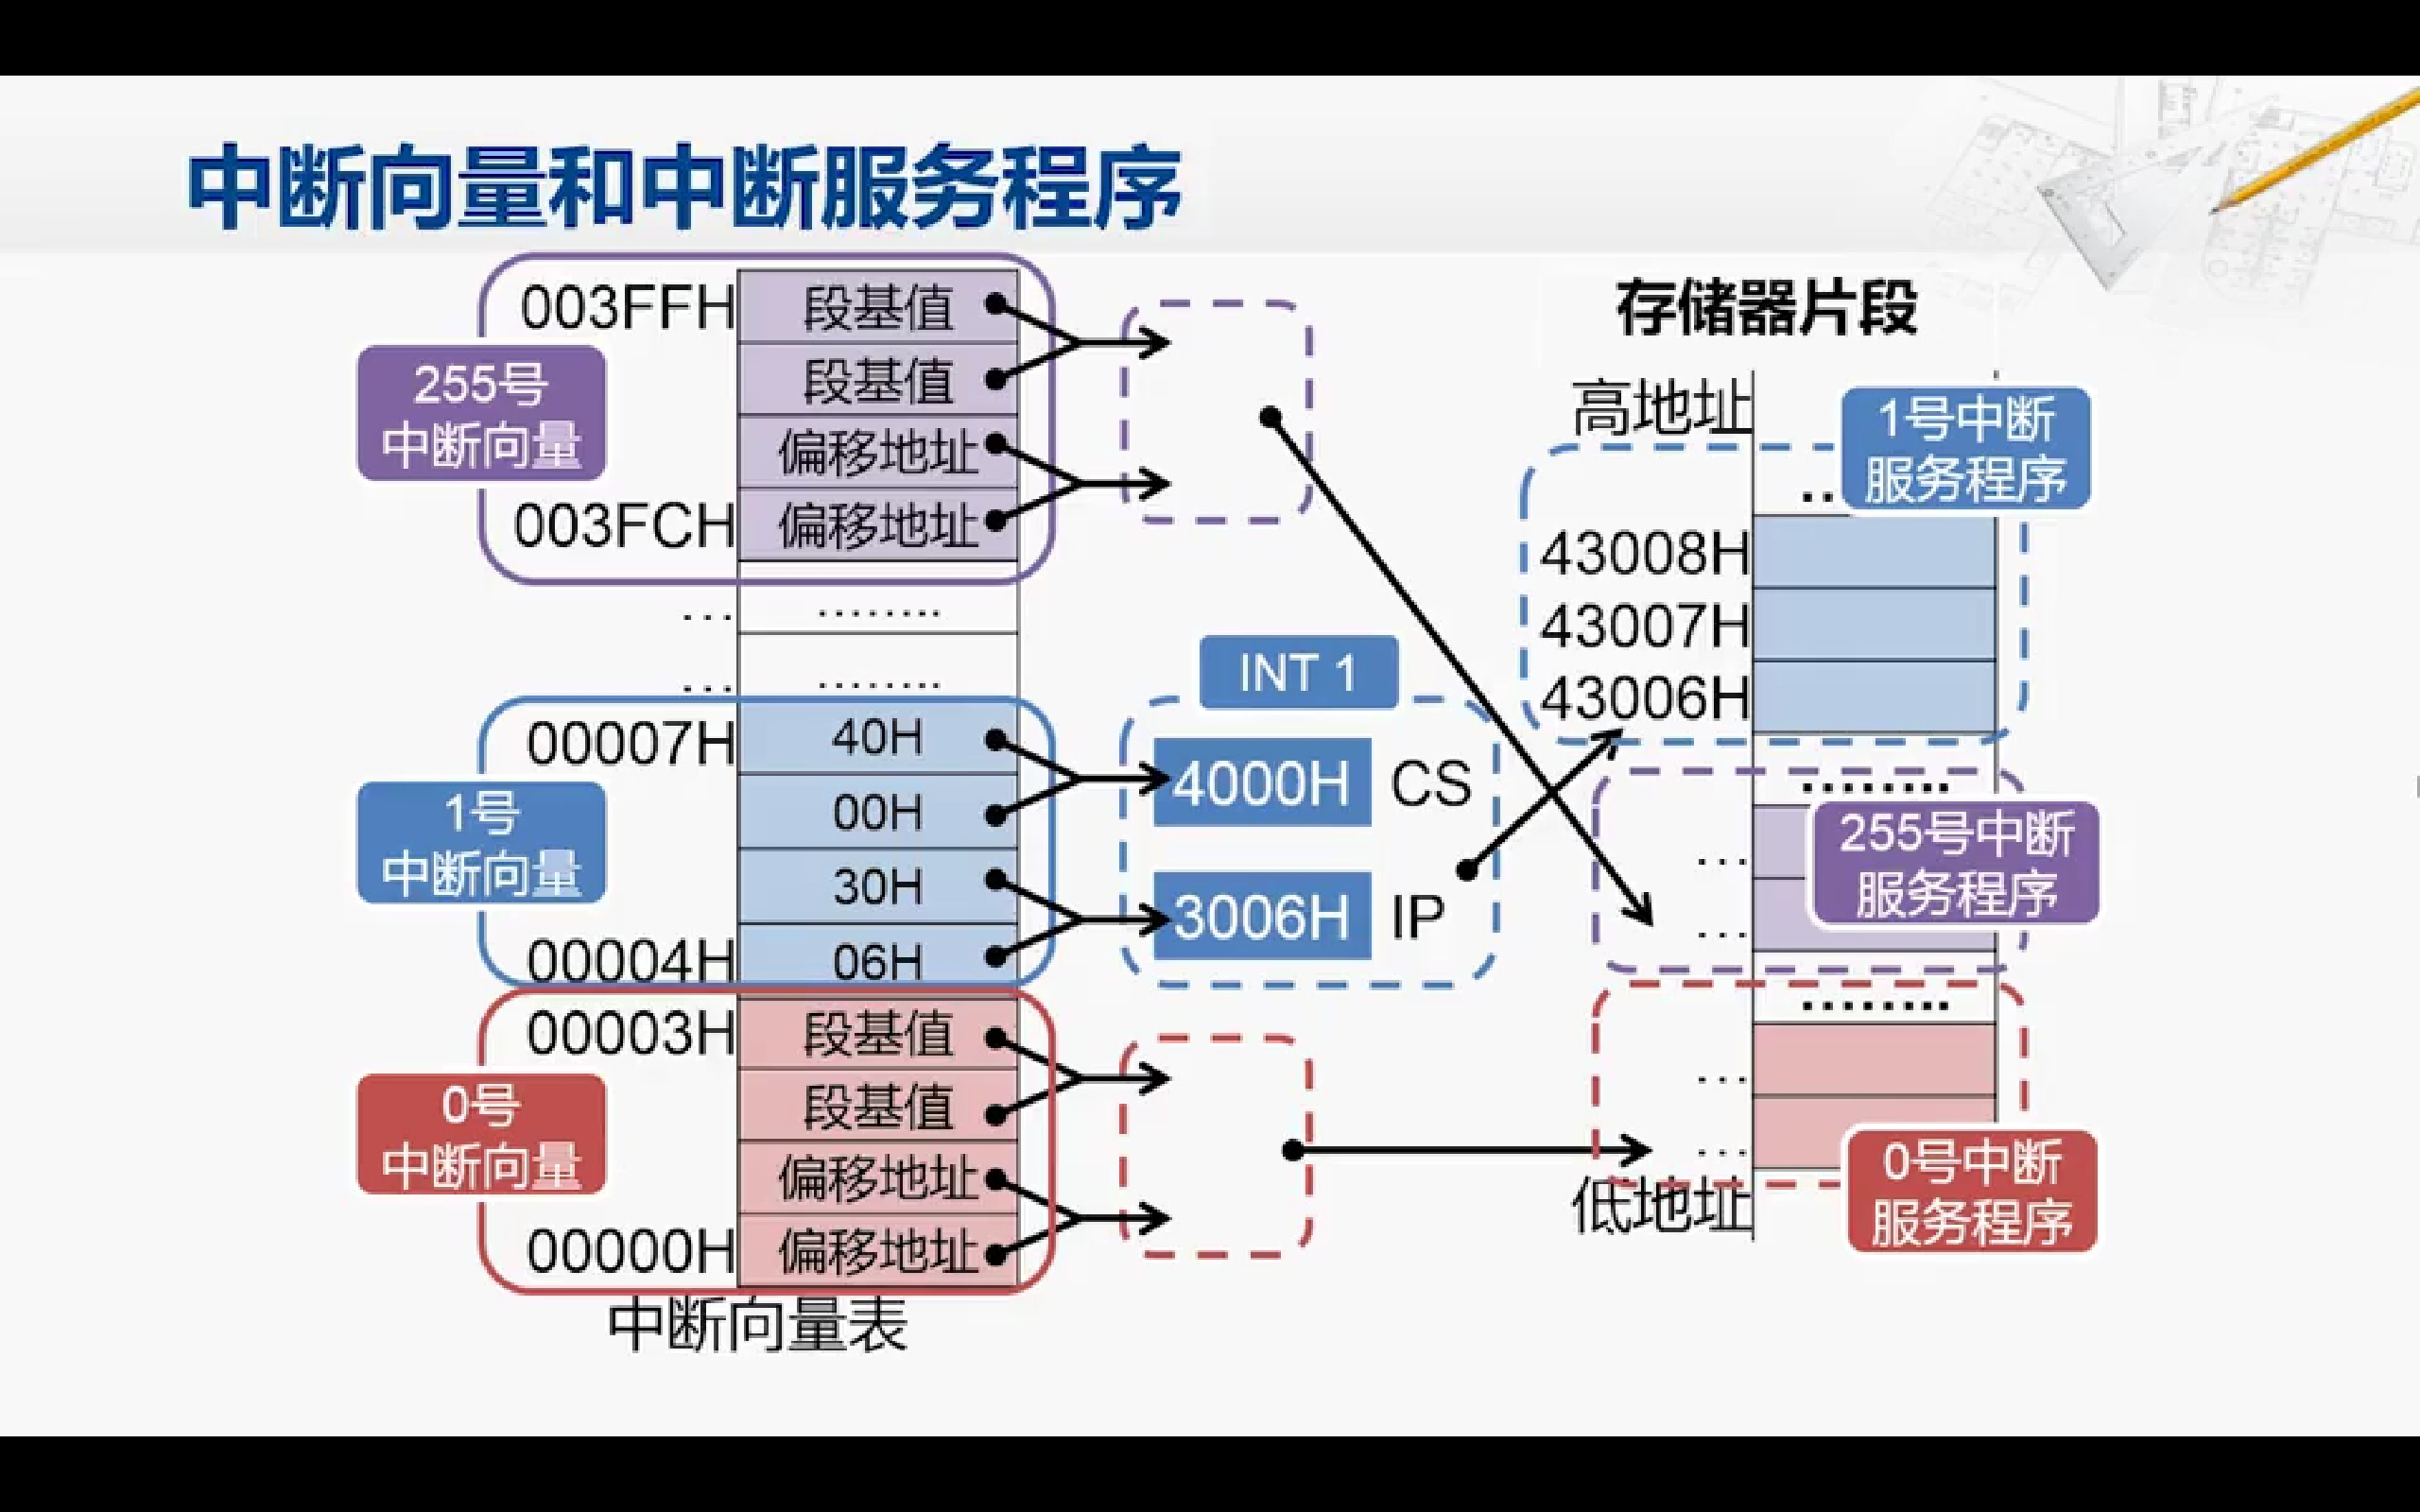 中断向量和中断服务程序
003FFH 段基值
段基值
偏移地址
003FCH 偏移地址
255号
中断向量
... ........
... ........
00007H 40H
00H
30H
00004H 06H
1号
中断向量
00003H 段基值
段基值
偏移地址
00000H 偏移地址
0号
中断向量
中断向量表
INT 1
4000H CS
3006H IP
存储器片段
高地址
1号中断
服务程序
..
43008H
43007H
43006H
........
255号中断
服务程序
...
...
........
...
...
0号中断
服务程序
低地址